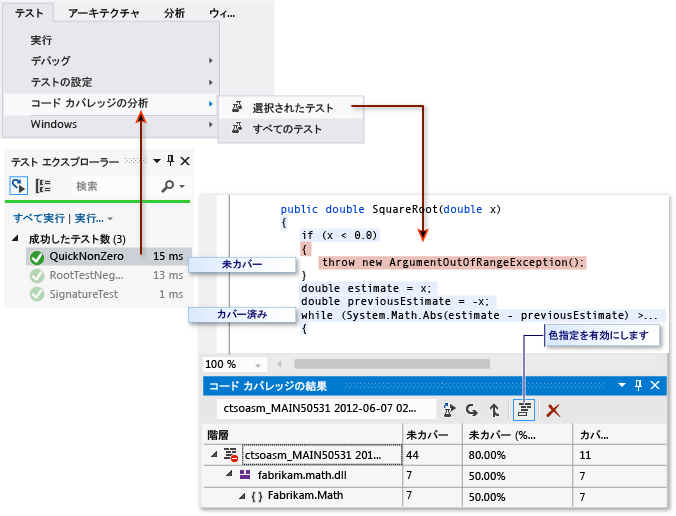 テスト アーキテクチャ 分析 ウィ...
実行
デバッグ
テストの設定
コード カバレッジの分析
Windows
選択されたテスト
すべてのテスト
テスト エクスプローラー
検索
すべて実行 | 実行...
成功したテスト数 (3)
QuickNonZero 15 ms
RootTestNeg... 13 ms
SignatureTest 1 ms
未カバー
カバー済み
public double SquareRoot(double x)
{
if (x < 0.0)
{
throw new ArgumentOutOfRangeException();
}
double estimate = x;
double previousEstimate = -x;
while (System.Math.Abs(estimate - previousEstimate) >...
{
色指定を有効にします
100 %
コード カバレッジの結果
ctsoasm_MAIN50531 2012-06-07 02...
階層 未カバー 未カバー (%... カバ...
ctsoasm_MAIN50531 201... 44 80.00% 11
fabrikam.math.dll 7 50.00% 7
{ } Fabrikam.Math 7 50.00% 7